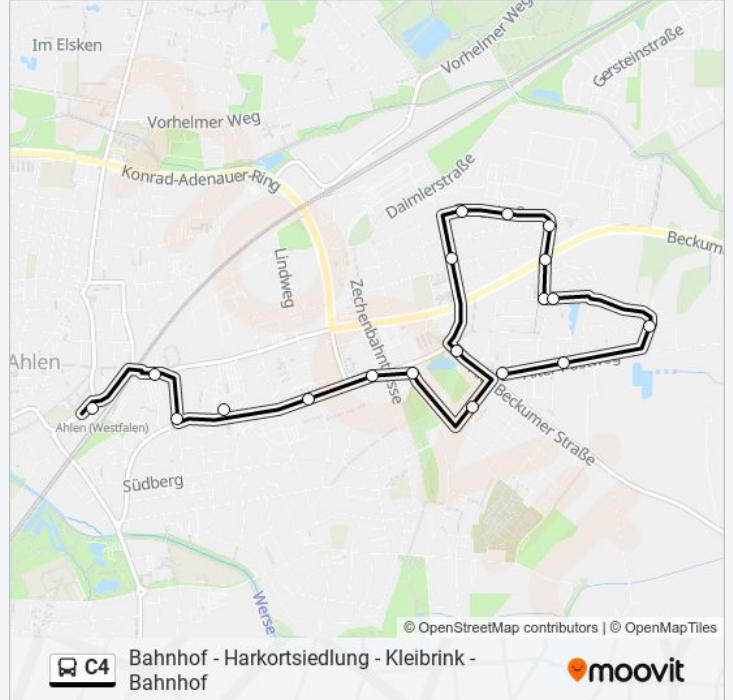 Im Elsken
Vorhelmer Weg
Gersteinstraße
Vorhelmer Weg
Konrad-Adenauer-Ring
Daimlerstraße
Beckum
Lindweg
Zechenbahntrasse
Ahlen
Beckumer Straße
Ahlen (Westfalen)
Südberg
Werse
© OpenStreetMap contributors | © OpenMapTiles
C4
Bahnhof - Harkortsiedlung - Kleibrink -
Bahnhof
moovit